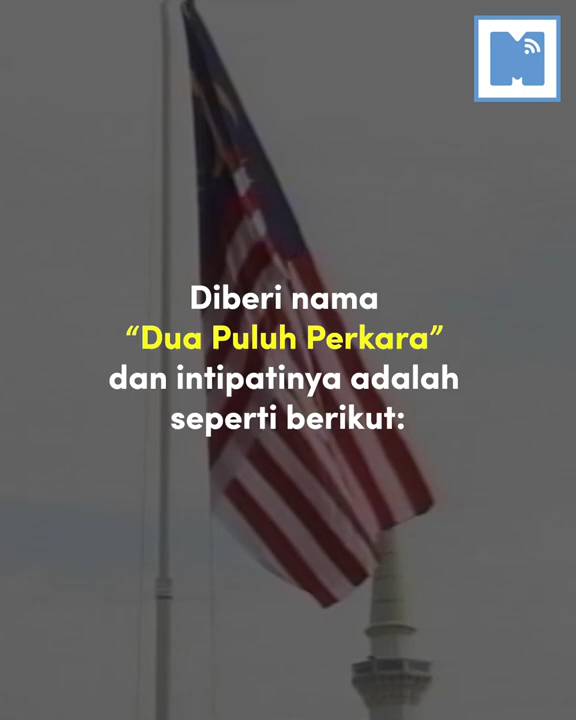 Diberi nama
“Dua Puluh Perkara”
dan intipatinya adalah
seperti berikut: